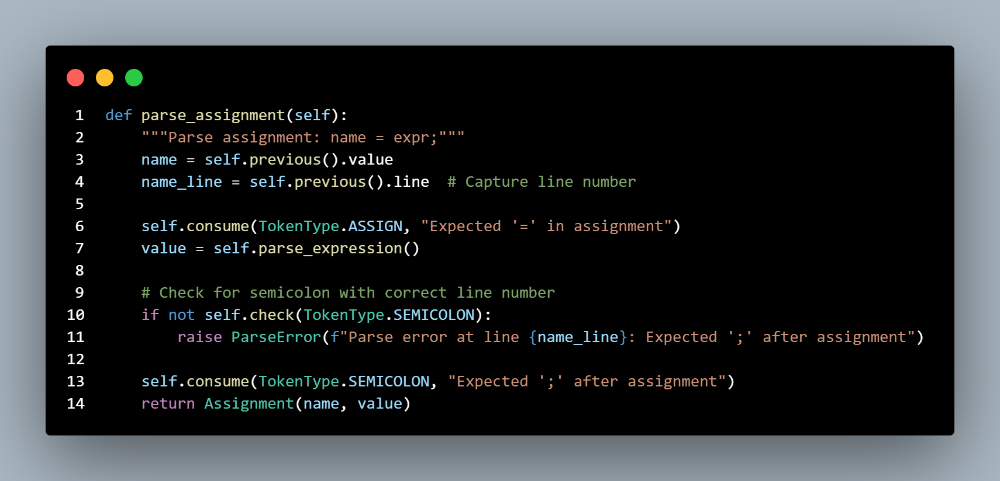 1 def parse_assignment(self):
2     """Parse assignment: name = expr;"""
3     name = self.previous().value
4     name_line = self.previous().line  # Capture line number
5
6     self.consume(TokenType.ASSIGN, "Expected '=' in assignment")
7     value = self.parse_expression()
8
9     # Check for semicolon with correct line number
10     if not self.check(TokenType.SEMICOLON):
11         raise ParseError(f"Parse error at line {name_line}: Expected ';' after assignment")
12
13     self.consume(TokenType.SEMICOLON, "Expected ';' after assignment")
14     return Assignment(name, value)